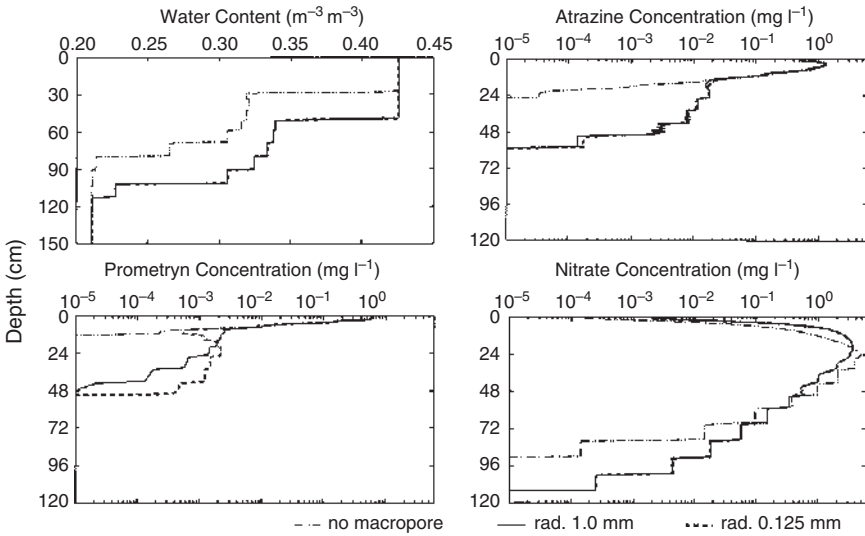 Water Content (m⁻³ m⁻³)
0.20 0.25 0.30 0.35 0.40 0.45
0
30
60
90
120
150
Atrazine Concentration (mg l⁻¹)
10⁻⁵ 10⁻⁴ 10⁻³ 10⁻² 10⁻¹ 10⁰
0
24
48
72
96
120
Depth (cm)
Prometryn Concentration (mg l⁻¹)
10⁻⁵ 10⁻⁴ 10⁻³ 10⁻² 10⁻¹ 10⁰
0
24
48
72
96
120
Nitrate Concentration (mg l⁻¹)
10⁻⁵ 10⁻⁴ 10⁻³ 10⁻² 10⁻¹ 10⁰
0
24
48
72
96
120
no macropore rad. 1.0 mm rad. 0.125 mm